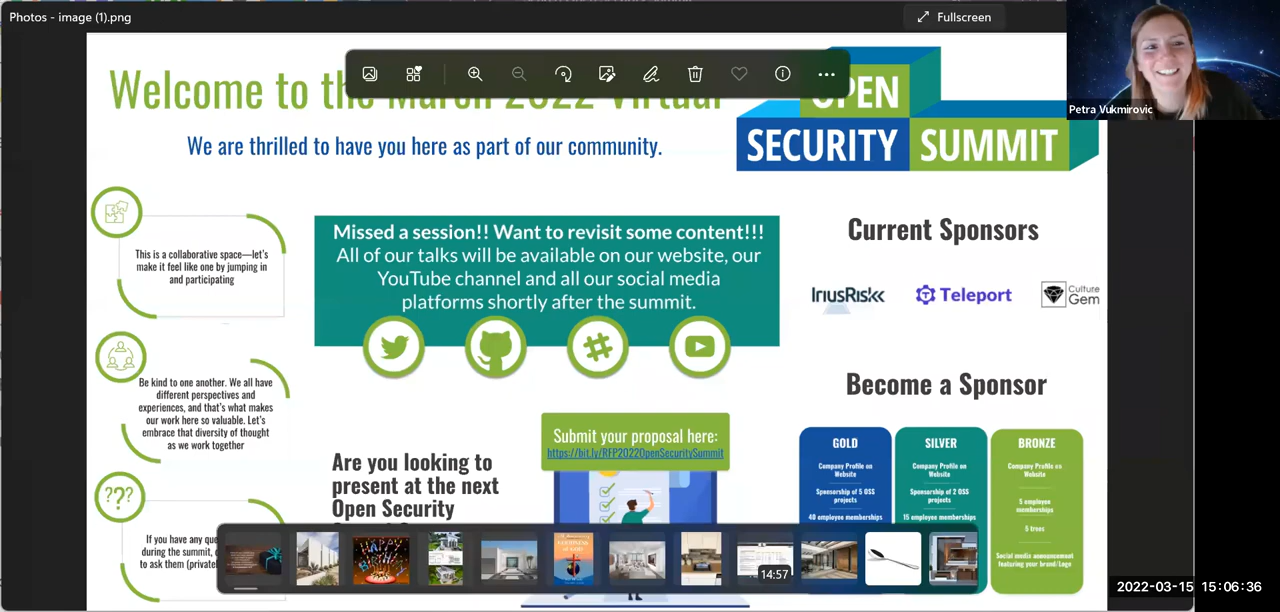 Photos - image (1).png
Fullscreen
Welcome to the March 2022 Virtual
OPEN
SECURITY SUMMIT
Petra Vukmirovic
We are thrilled to have you here as part of our community.
This is a collaborative space—let's
make it feel like one by jumping in
and participating
Be kind to one another. We all have
different perspectives and
experiences, and that's what makes
our work here so valuable. Let's
embrace that diversity of thought
as we work together
???
If you have any que
during the summit,
to ask them (private
Missed a session!! Want to revisit some content!!!
All of our talks will be available on our website, our
YouTube channel and all our social media
platforms shortly after the summit.
Are you looking to
present at the next
Open Security
Submit your proposal here:
https://bit.ly/RFP2022OpenSecuritySummit
Current Sponsors
IriusRisk
Teleport
Culture
Gem
Become a Sponsor
GOLD
Company Profile on
Website
Sponsorship of 5 OSS
projects
40 employee memberships
SILVER
Company Profile on
Website
Sponsorship of 2 OSS
projects
15 employee memberships
BRONZE
Company Profile on
Website
5 employee
memberships
5 trees
Social media announcement
featuring your brand/Logo
14:57
2022-03-15 15:06:36